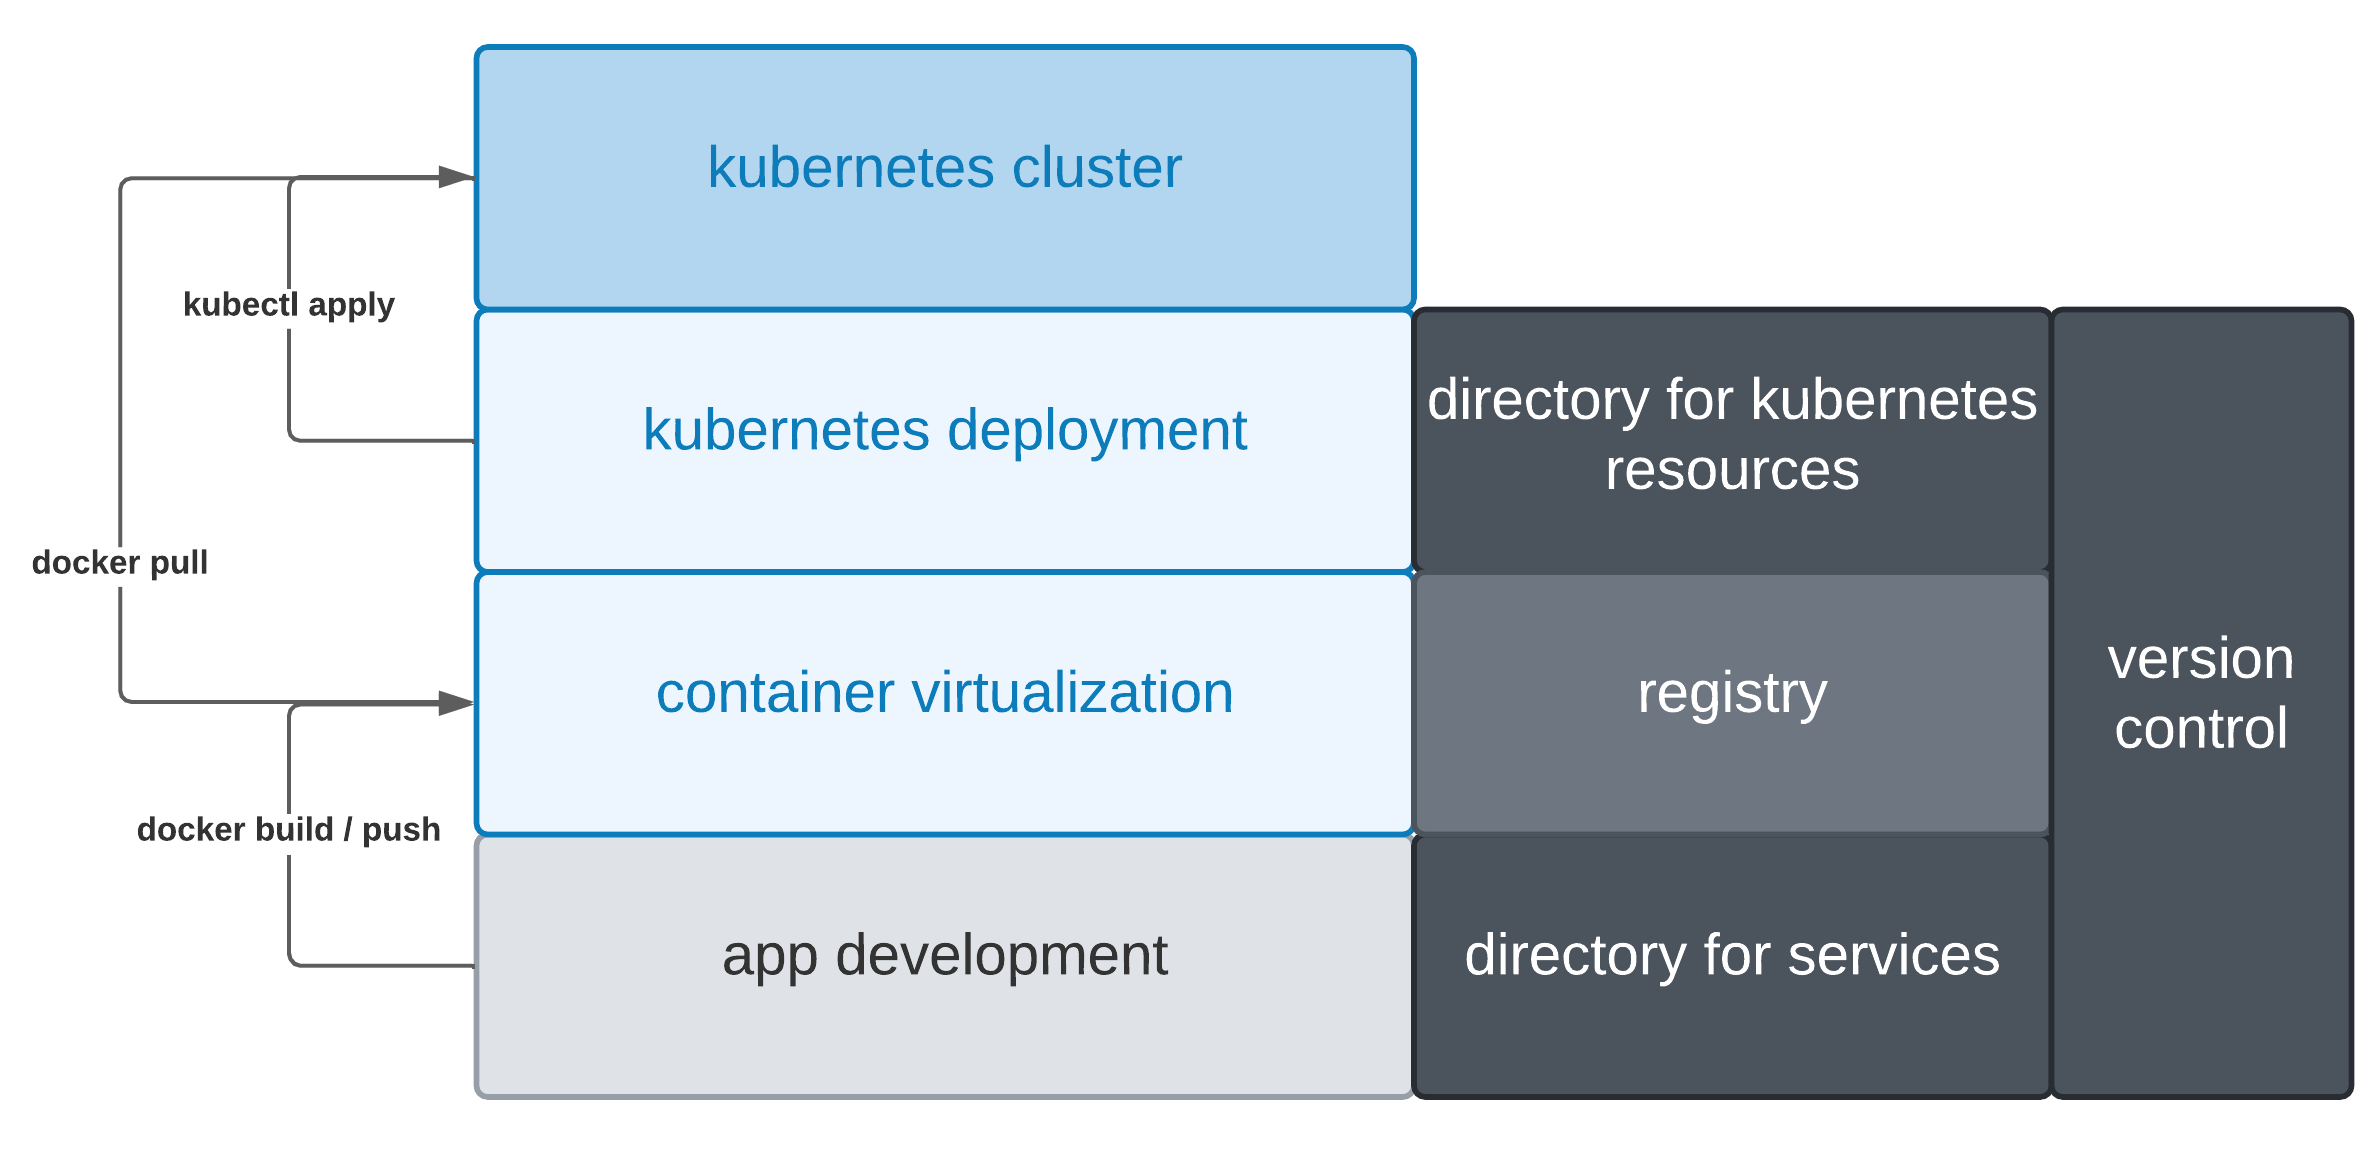 kubernetes cluster
kubectl apply
kubernetes deployment
directory for kubernetes
resources
docker pull
container virtualization
registry
version
control
docker build / push
app development
directory for services